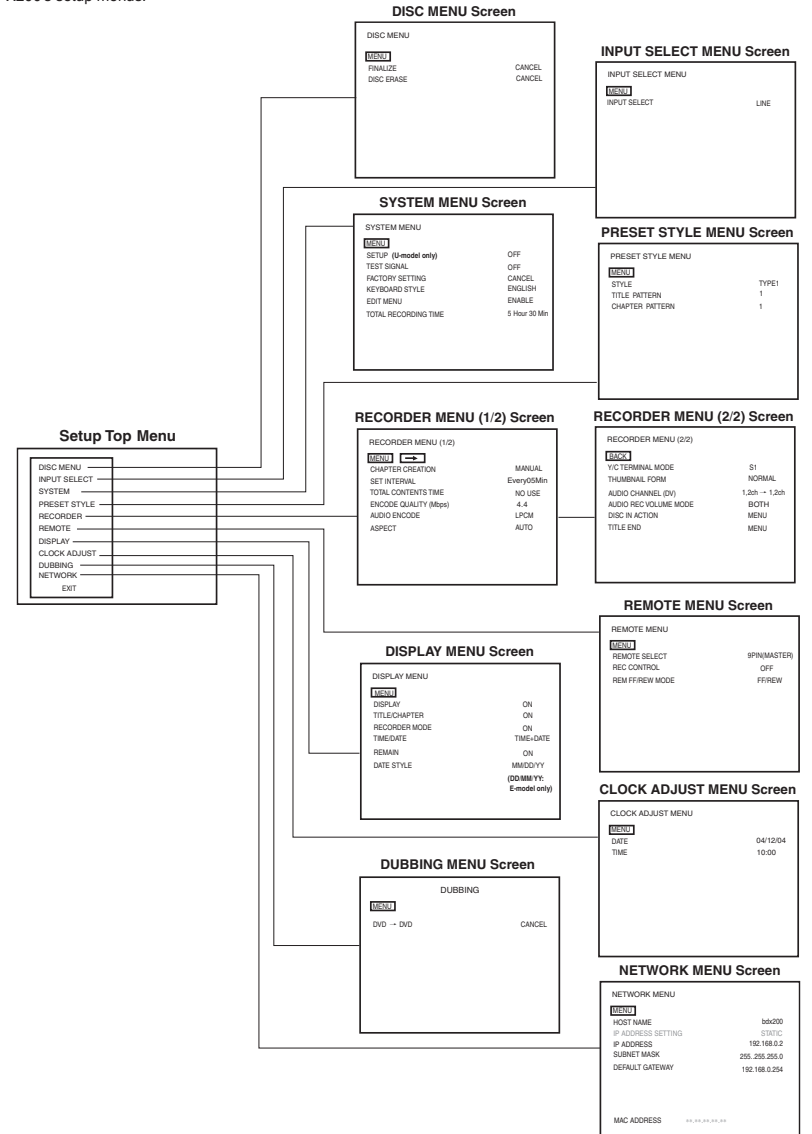 DISC MENU Screen
DISC MENU
MENU
FINALIZE CANCEL
DISC ERASE CANCEL
INPUT SELECT MENU Screen
INPUT SELECT MENU
MENU
INPUT SELECT LINE
SYSTEM MENU Screen
SYSTEM MENU
MENU
SETUP (U-model only) OFF
TEST SIGNAL OFF
FACTORY SETTING CANCEL
KEYBOARD STYLE ENGLISH
EDIT MENU ENABLE
TOTAL RECORDING TIME 5 Hour 30 Min
PRESET STYLE MENU Screen
PRESET STYLE MENU
MENU
STYLE TYPE1
TITLE PATTERN 1
CHAPTER PATTERN 1
Setup Top Menu
DISC MENU
INPUT SELECT
SYSTEM
PRESET STYLE
RECORDER
REMOTE
DISPLAY
CLOCK ADJUST
DUBBING
NETWORK
EXIT
RECORDER MENU (1/2) Screen
RECORDER MENU (1/2)
MENU →
CHAPTER CREATION MANUAL
SET INTERVAL Every05Min
TOTAL CONTENTS TIME NO USE
ENCODE QUALITY (Mbps) 4.4
AUDIO ENCODE LPCM
ASPECT AUTO
RECORDER MENU (2/2) Screen
RECORDER MENU (2/2)
BACK
Y/C TERMINAL MODE S1
THUMBNAIL FORM NORMAL
AUDIO CHANNEL (DV) 1,2ch → 1,2ch
AUDIO REC VOLUME MODE BOTH
DISC IN ACTION MENU
TITLE END MENU
REMOTE MENU Screen
REMOTE MENU
MENU
REMOTE SELECT 9PIN(MASTER)
REC CONTROL OFF
REM FF/REW MODE FF/REW
DISPLAY MENU Screen
DISPLAY MENU
MENU
DISPLAY ON
TITLE/CHAPTER ON
RECORDER MODE ON
TIME/DATE TIME+DATE
REMAIN ON
DATE STYLE MM/DD/YY
(DD/MM/YY:
E-model only)
CLOCK ADJUST MENU Screen
CLOCK ADJUST MENU
MENU
DATE 04/12/04
TIME 10:00
DUBBING MENU Screen
DUBBING
MENU
DVD → DVD CANCEL
NETWORK MENU Screen
NETWORK MENU
MENU
HOST NAME bdx200
IP ADDRESS SETTING STATIC
IP ADDRESS 192.168.0.2
SUBNET MASK 255..255.255.0
DEFAULT GATEWAY 192.168.0.254
MAC ADDRESS **.**.**.**.**